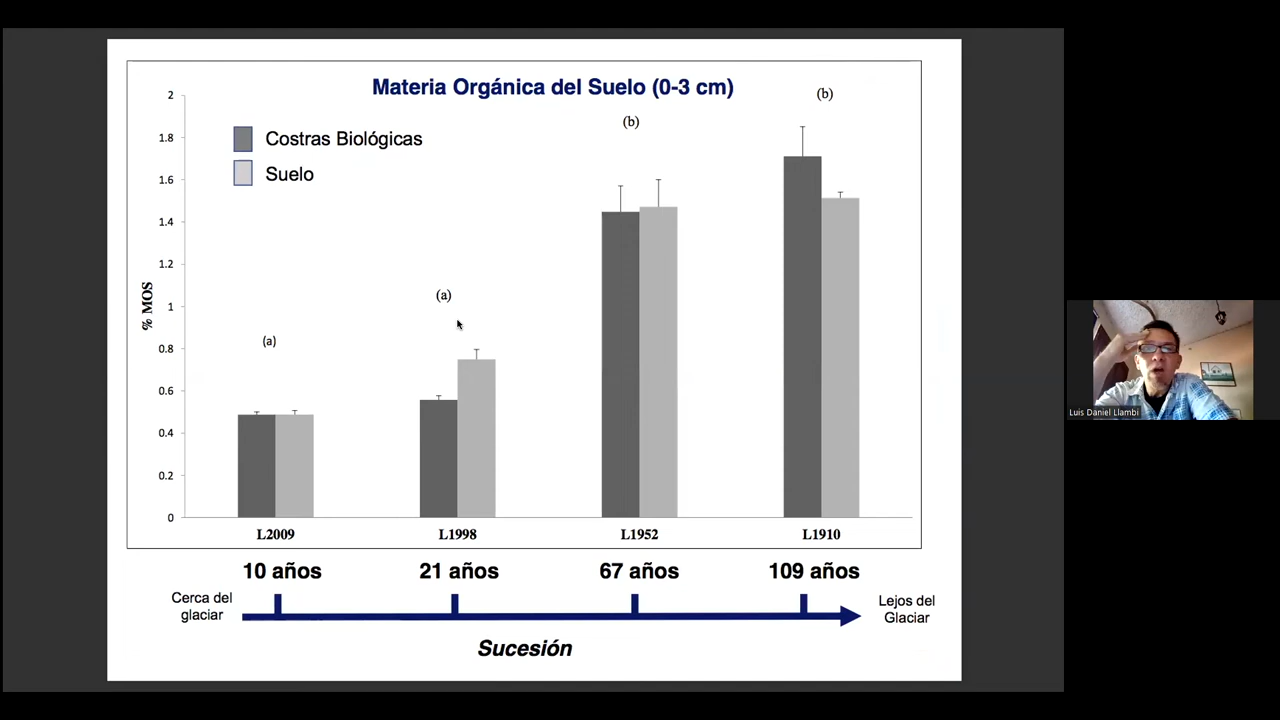 Materia Orgánica del Suelo (0-3 cm)
Costras Biológicas
Suelo
% MOS
2
1.8
1.6
1.4
1.2
1
0.8
0.6
0.4
0.2
0
(a)
(a)
(b)
(b)
L2009
L1998
L1952
L1910
10 años
21 años
67 años
109 años
Cerca del
glaciar
Lejos del
Glaciar
Sucesión
Luis Daniel Llambi